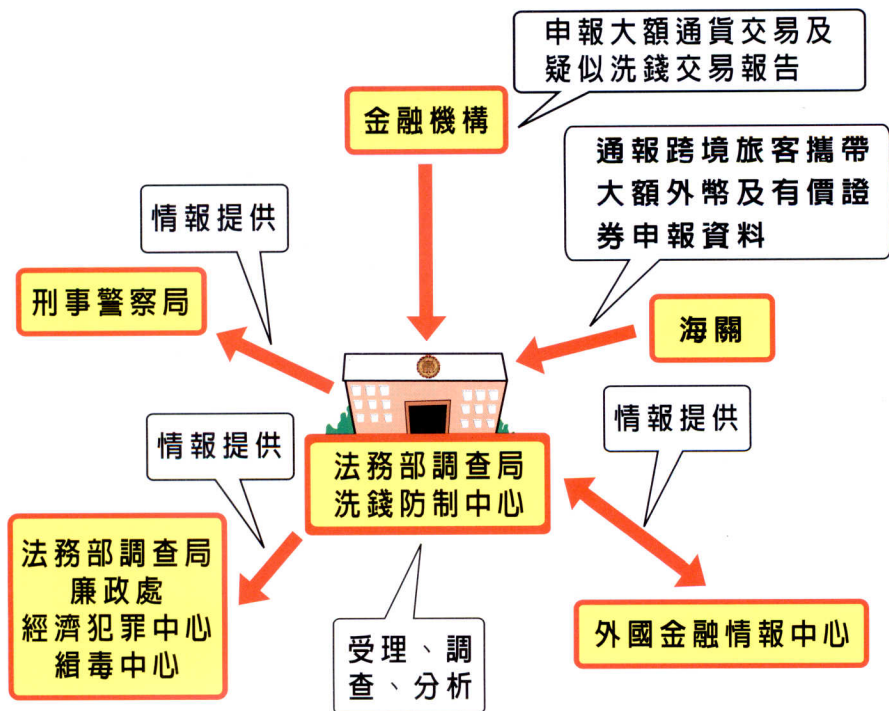 申報大額通貨交易及
疑似洗錢交易報告
金融機構
通報跨境旅客攜帶
大額外幣及有價證
券申報資料
情報提供
刑事警察局
海關
情報提供
情報提供
法務部調查局
洗錢防制中心
法務部調查局
廉政處
經濟犯罪中心
緝毒中心
受理、調
查、分析
外國金融情報中心